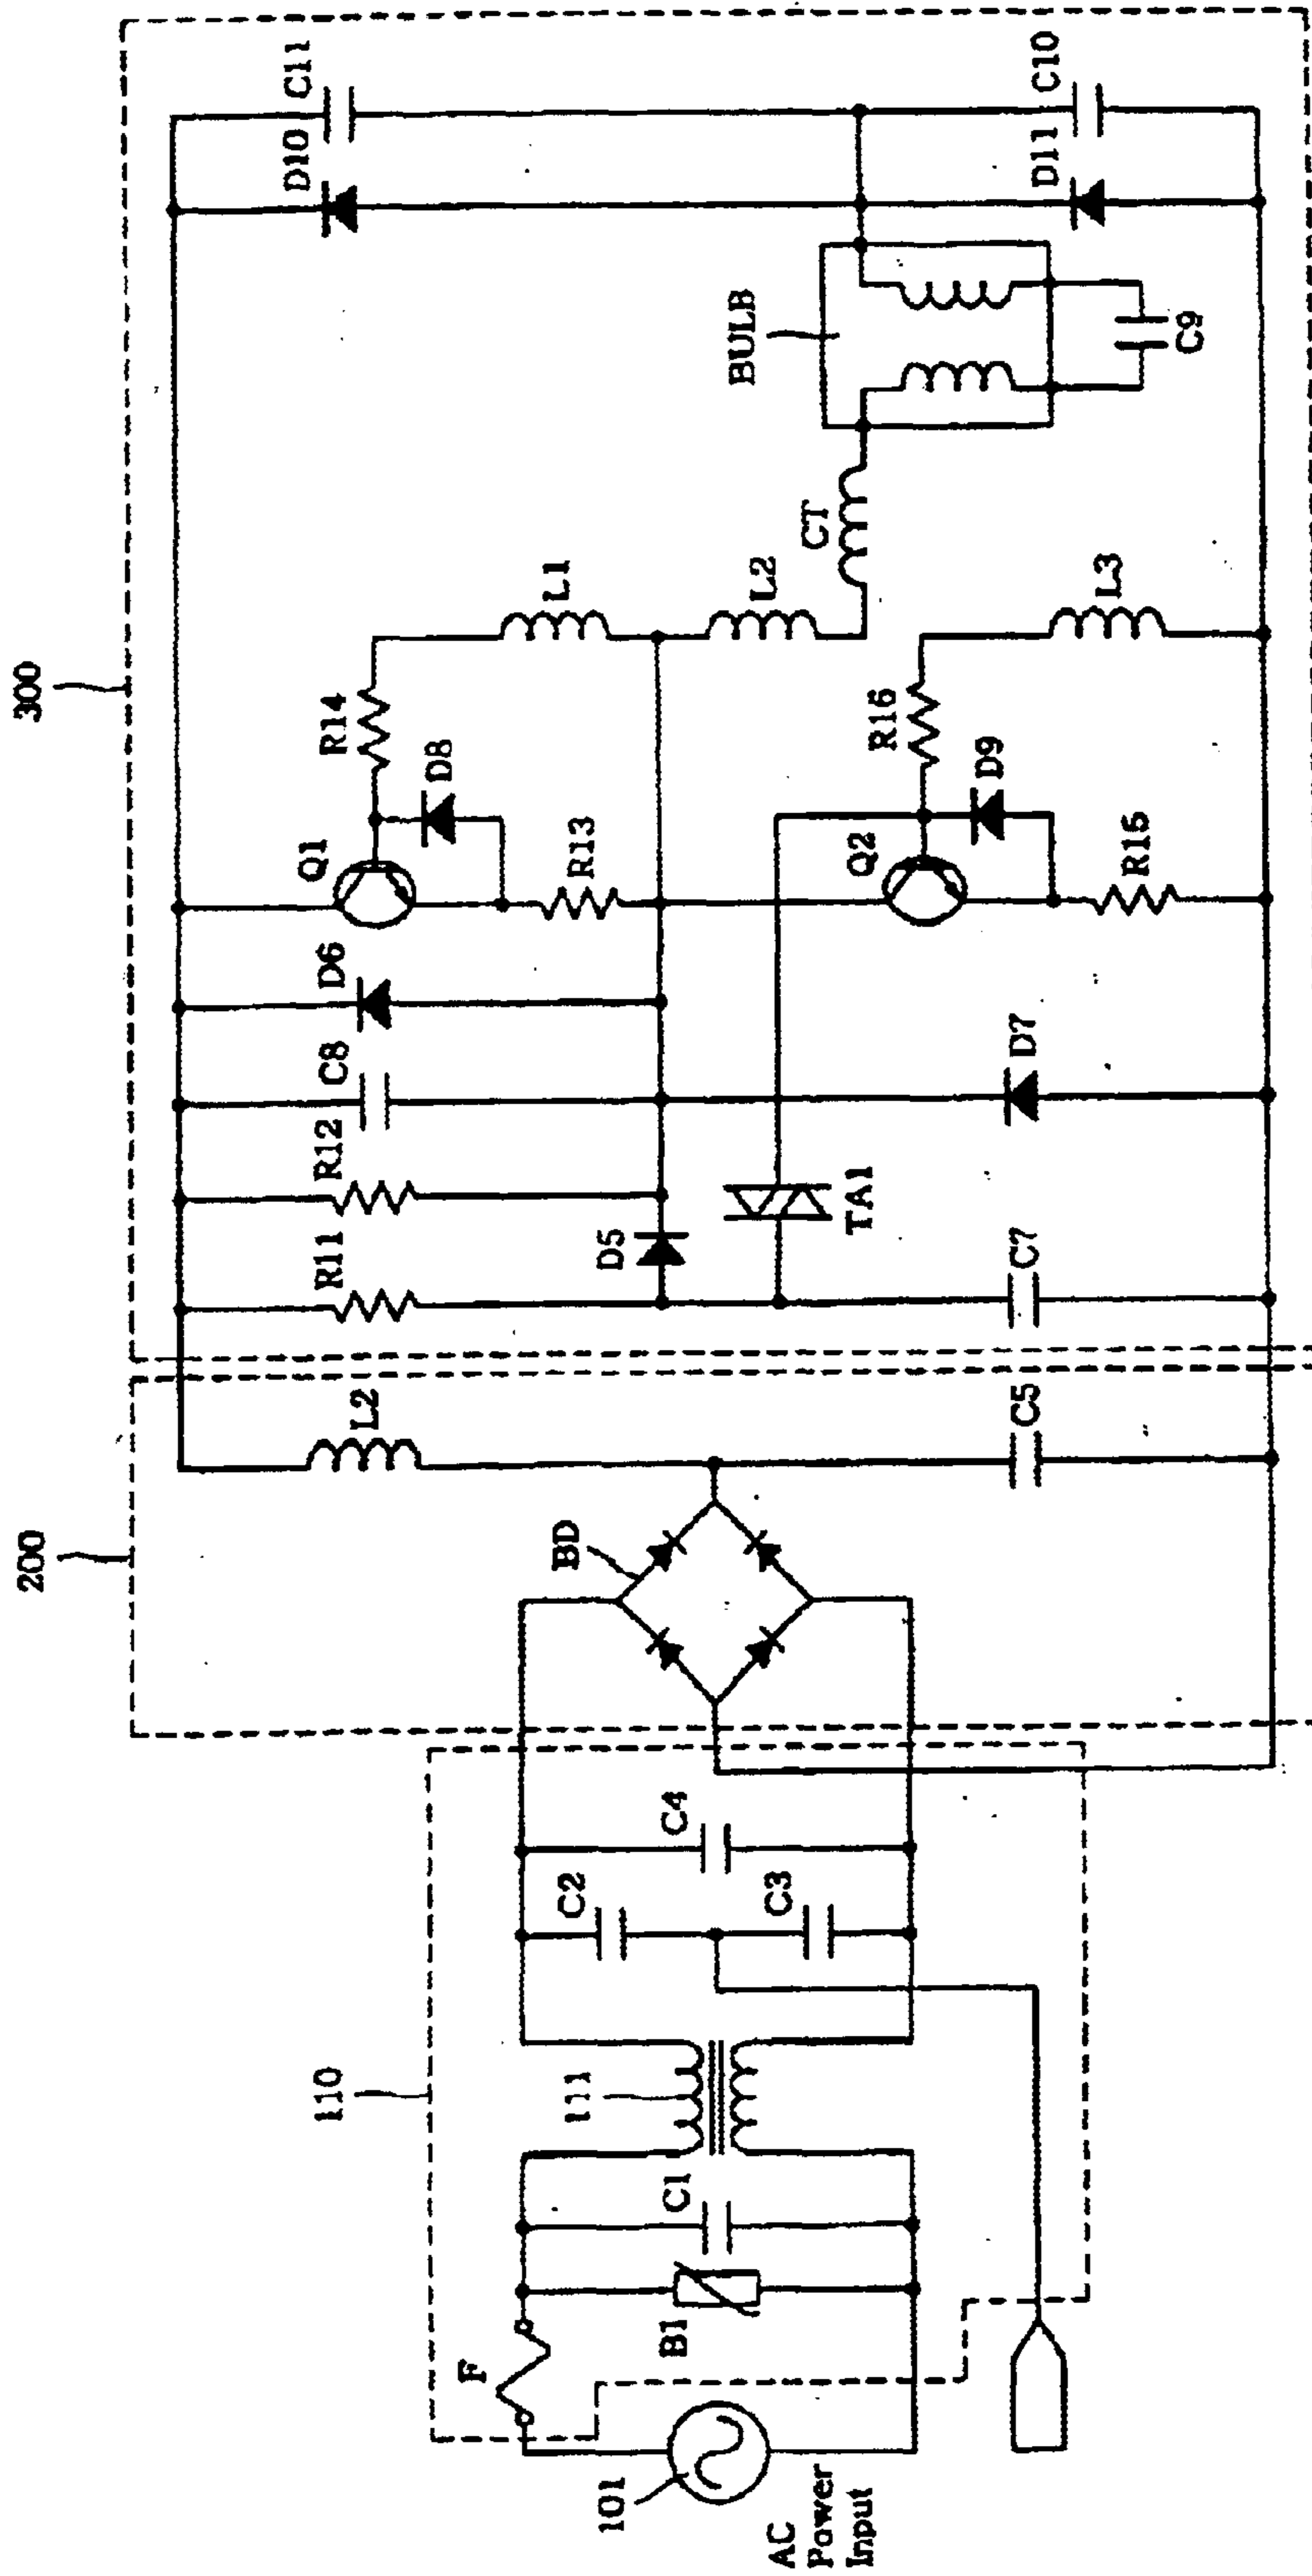 300
200
110
C11
D10
C10
D11
BULB
C9
CT
L1
L2
L3
R14
D8
Q1
R13
R16
D9
Q2
R15
D6
C8
D7
R12
R11
D5
TA1
C7
L2
C5
BD
C4
C2
C3
111
C1
B1
F
101
AC
Power
Input